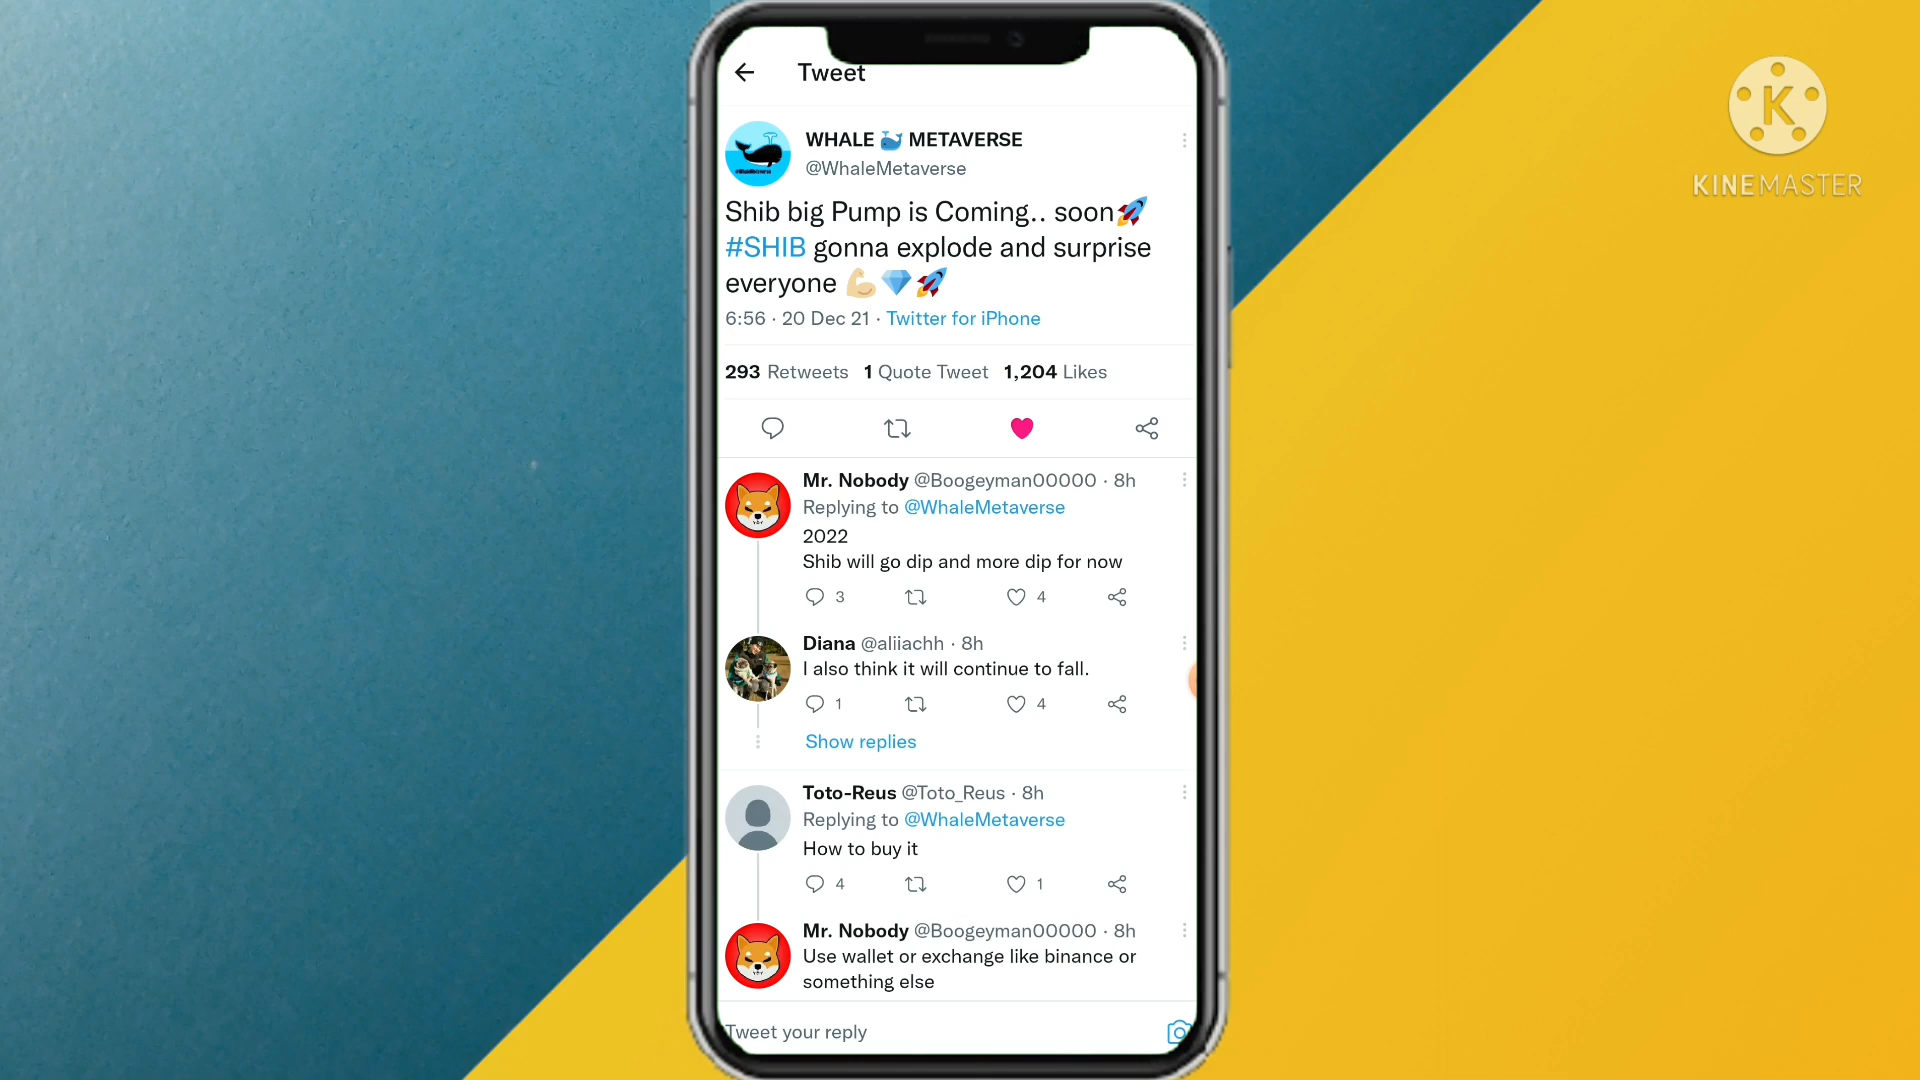 Tweet
WHALE 🐳 METAVERSE
@WhaleMetaverse
Shib big Pump is Coming.. soon🚀
#SHIB gonna explode and surprise
everyone 💪🏼💎🚀
6:56 · 20 Dec 21 · Twitter for iPhone
293 Retweets 1 Quote Tweet 1,204 Likes
Mr. Nobody @Boogeyman00000 · 8h
Replying to @WhaleMetaverse
2022
Shib will go dip and more dip for now
3 4
Diana @aliiachh · 8h
I also think it will continue to fall.
1 4
Show replies
Toto-Reus @Toto_Reus · 8h
Replying to @WhaleMetaverse
How to buy it
4 1
Mr. Nobody @Boogeyman00000 · 8h
Use wallet or exchange like binance or
something else
Tweet your reply
K
KINEMASTER